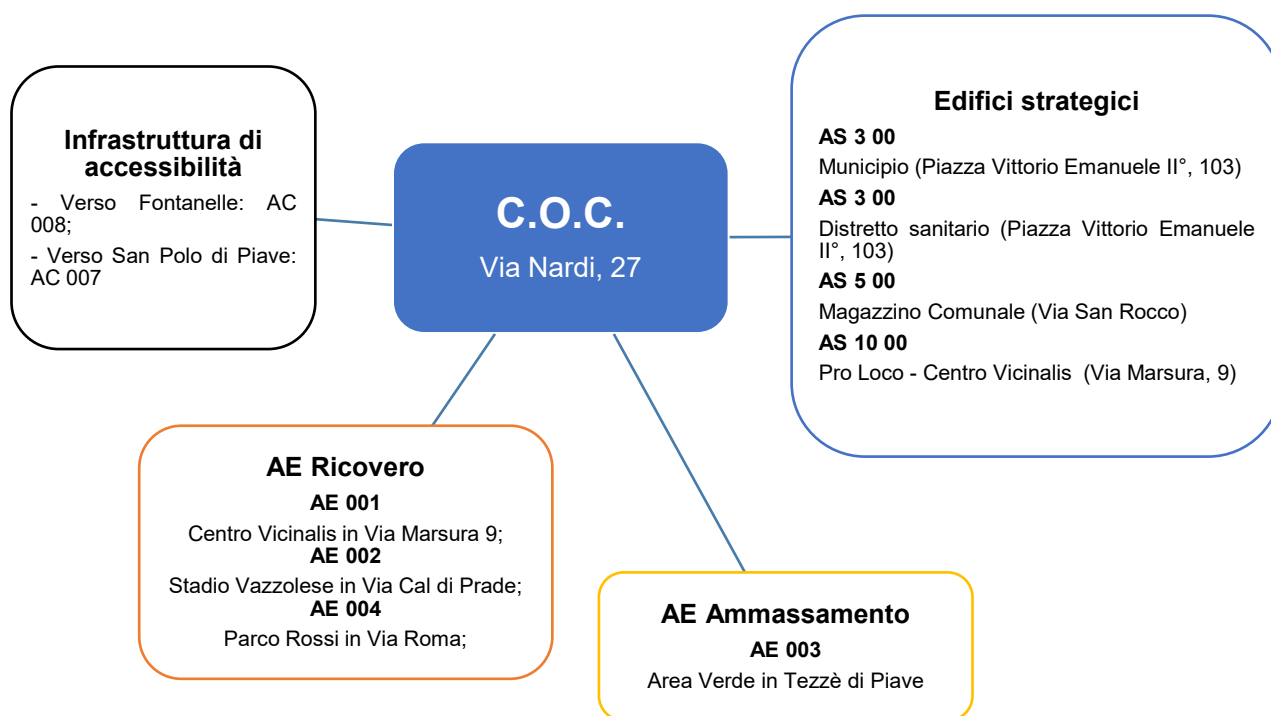 Infrastruttura di
accessibilità
- Verso Fontanelle: AC
008;
- Verso San Polo di Piave:
AC 007
C.O.C.
Via Nardi, 27
Edifici strategici
AS 3 00
Municipio (Piazza Vittorio Emanuele II°, 103)
AS 3 00
Distretto sanitario (Piazza Vittorio Emanuele
II°, 103)
AS 5 00
Magazzino Comunale (Via San Rocco)
AS 10 00
Pro Loco - Centro Vicinalis (Via Marsura, 9)
AE Ricovero
AE 001
Centro Vicinalis in Via Marsura 9;
AE 002
Stadio Vazzolese in Via Cal di Prade;
AE 004
Parco Rossi in Via Roma;
AE Ammassamento
AE 003
Area Verde in Tezzè di Piave